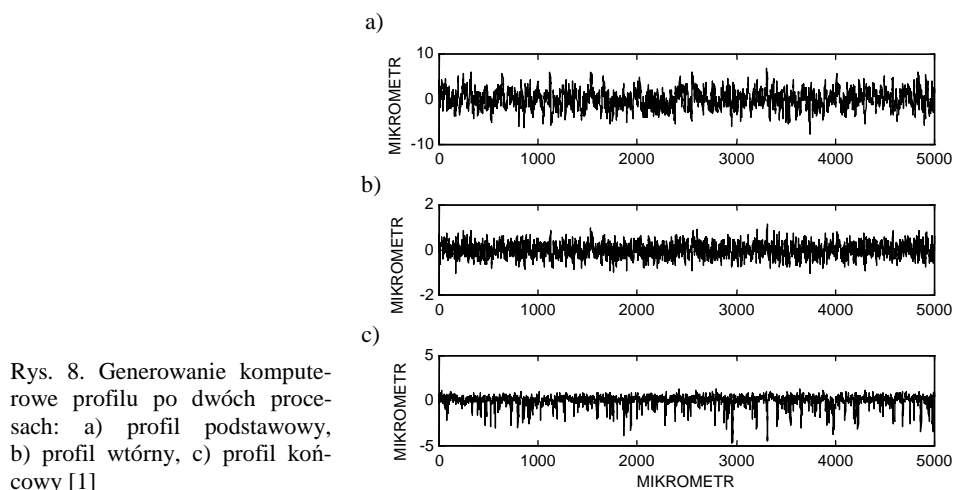 a)
10
0
-10
MIKROMETR
0 1000 2000 3000 4000 5000
b)
2
0
-2
MIKROMETR
0 1000 2000 3000 4000 5000
c)
5
0
-5
MIKROMETR
0 1000 2000 3000 4000 5000
MIKROMETR
Rys. 8. Generowanie kompute-
rowe profilu po dwóch proce-
sach: a) profil podstawowy,
b) profil wtórny, c) profil koń-
cowy [1]